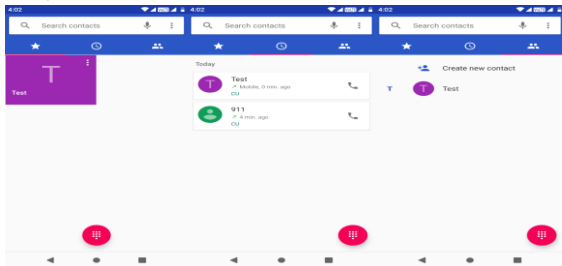 4:02
Search contacts
T
Test
4:02
Search contacts
Today
T
Test
Mobile, 0 min. ago
CU
911
4 min. ago
CU
4:02
Search contacts
Create new contact
T
T
Test